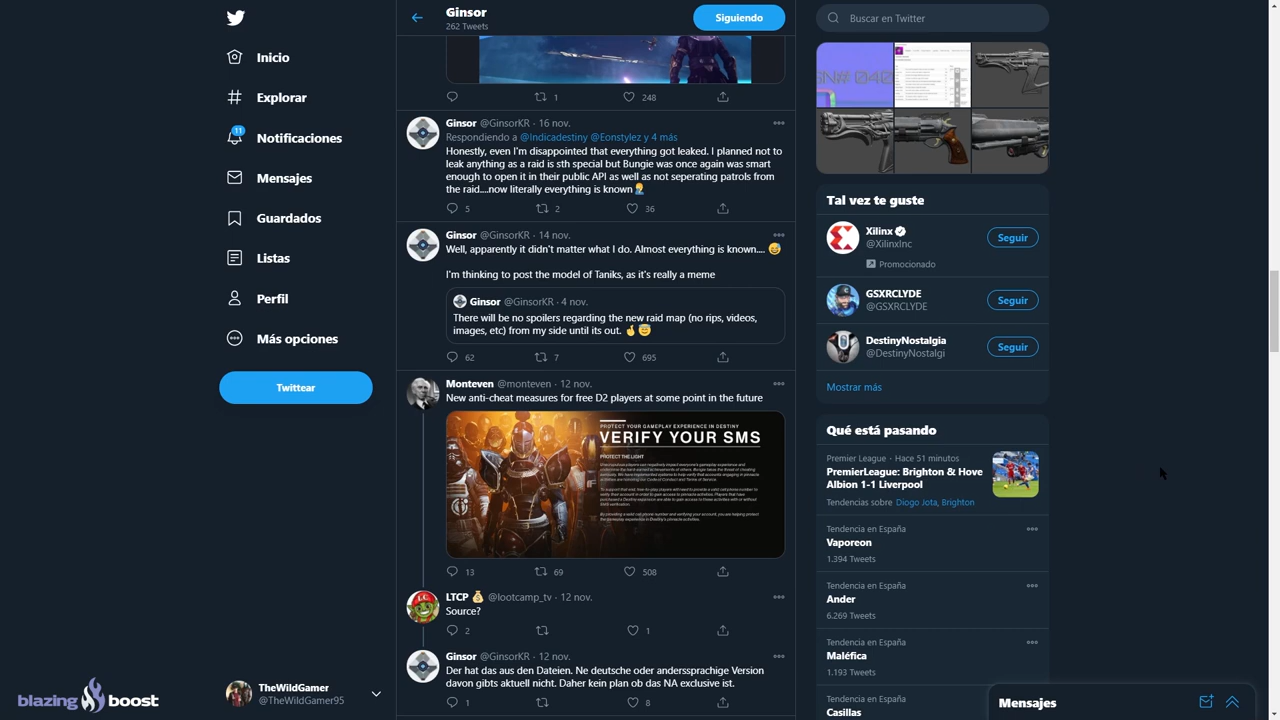 Inicio
Explorar
11
Notificaciones
Mensajes
Guardados
Listas
Perfil
Más opciones
Twittear
TheWildGamer
@TheWildGamer95
blazing boost
Ginsor
262 Tweets
Siguiendo
1
248
Ginsor @GinsorKR · 16 nov.
Respondiendo a @Indicadestiny @Eonstylez y 4 más
Honestly, even I'm disappointed that everything got leaked. I planned not to
leak anything as a raid is sth special but Bungie was once again was smart
enough to open it in their public API as well as not seperating patrols from
the raid....now literally everything is known🤦‍♂️
5 2 36
Ginsor @GinsorKR · 14 nov.
Well, apparently it didn't matter what I do. Almost everything is known.... 😅
I'm thinking to post the model of Taniks, as it's really a meme
Ginsor @GinsorKR · 4 nov.
There will be no spoilers regarding the new raid map (no rips, videos,
images, etc) from my side until its out. 🤞😇
62 7 695
Monteven @monteven · 12 nov.
New anti-cheat measures for free D2 players at some point in the future
PROTECT YOUR GAMEPLAY EXPERIENCE IN DESTINY
VERIFY YOUR SMS
PROTECT THE LIGHT
13 69 508
LTCP 💰 @lootcamp_tv · 12 nov.
Source?
2 1
Ginsor @GinsorKR · 12 nov.
Der hat das aus den Dateien. Ne deutsche oder anderssprachige Version
davon gibts aktuell nicht. Daher kein plan ob das NA exclusive ist.
1 8
Buscar en Twitter
SN# 040
Tal vez te guste
Xilinx
@XilinxInc
Seguir
Promocionado
GSXRCLYDE
@GSXRCLYDE
Seguir
DestinyNostalgia
@DestinyNostalgi
Seguir
Mostrar más
Qué está pasando
Premier League · Hace 51 minutos
PremierLeague: Brighton & Hove
Albion 1-1 Liverpool
Tendencias sobre Diogo Jota, Brighton
Tendencia en España
Vaporeon
1.394 Tweets
Tendencia en España
Ander
6.269 Tweets
Tendencia en España
Maléfica
1.193 Tweets
Tendencia en España
Casillas
Mensajes